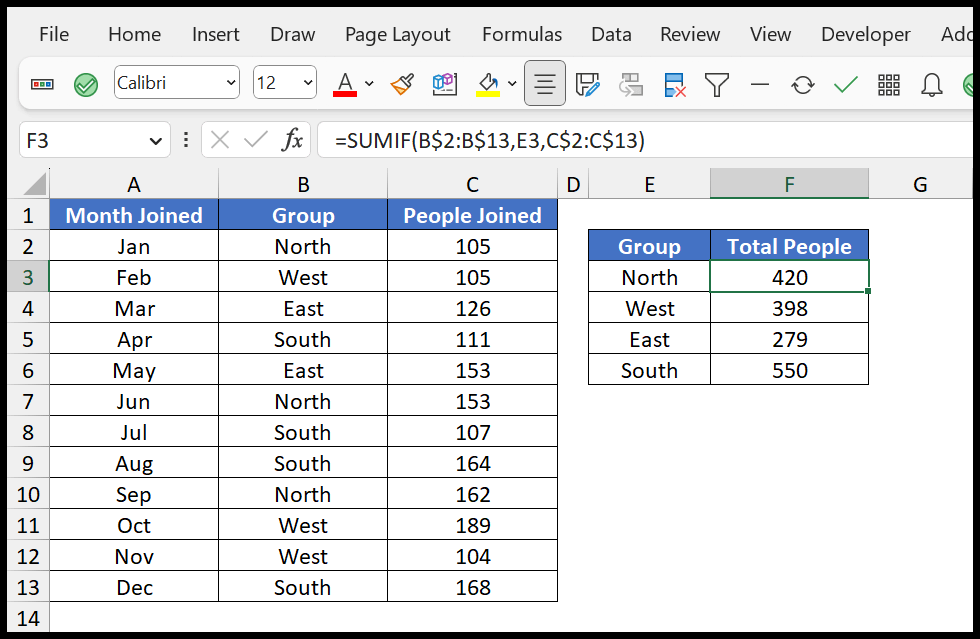 File Home Insert Draw Page Layout Formulas Data Review View Developer
Calibri 12 A
F3 fx =SUMIF(B$2:B$13,E3,C$2:C$13)
A B C D E F G
1 Month Joined Group People Joined
2 Jan North 105 Group Total People
3 Feb West 105 North 420
4 Mar East 126 West 398
5 Apr South 111 East 279
6 May East 153 South 550
7 Jun North 153
8 Jul South 107
9 Aug South 164
10 Sep North 162
11 Oct West 189
12 Nov West 104
13 Dec South 168
14